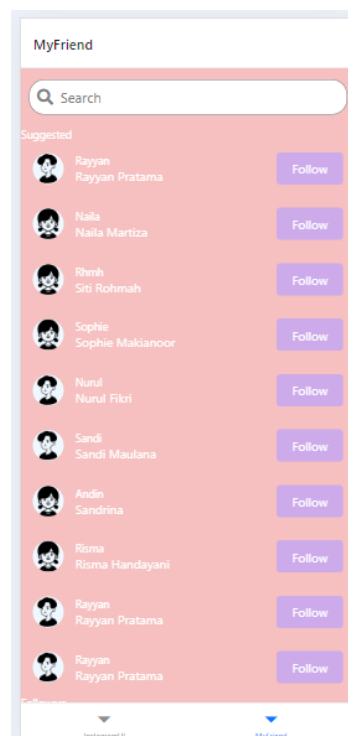 MyFriend
Search
Suggested
Rayyan
Rayyan Pratama
Follow
Naila
Naila Martiza
Follow
Rhmh
Siti Rohmah
Follow
Sophie
Sophie Makianoor
Follow
Nurul
Nurul Fikri
Follow
Sandi
Sandi Maulana
Follow
Andin
Sandrina
Follow
Risma
Risma Handayani
Follow
Rayyan
Rayyan Pratama
Follow
Rayyan
Rayyan Pratama
Follow